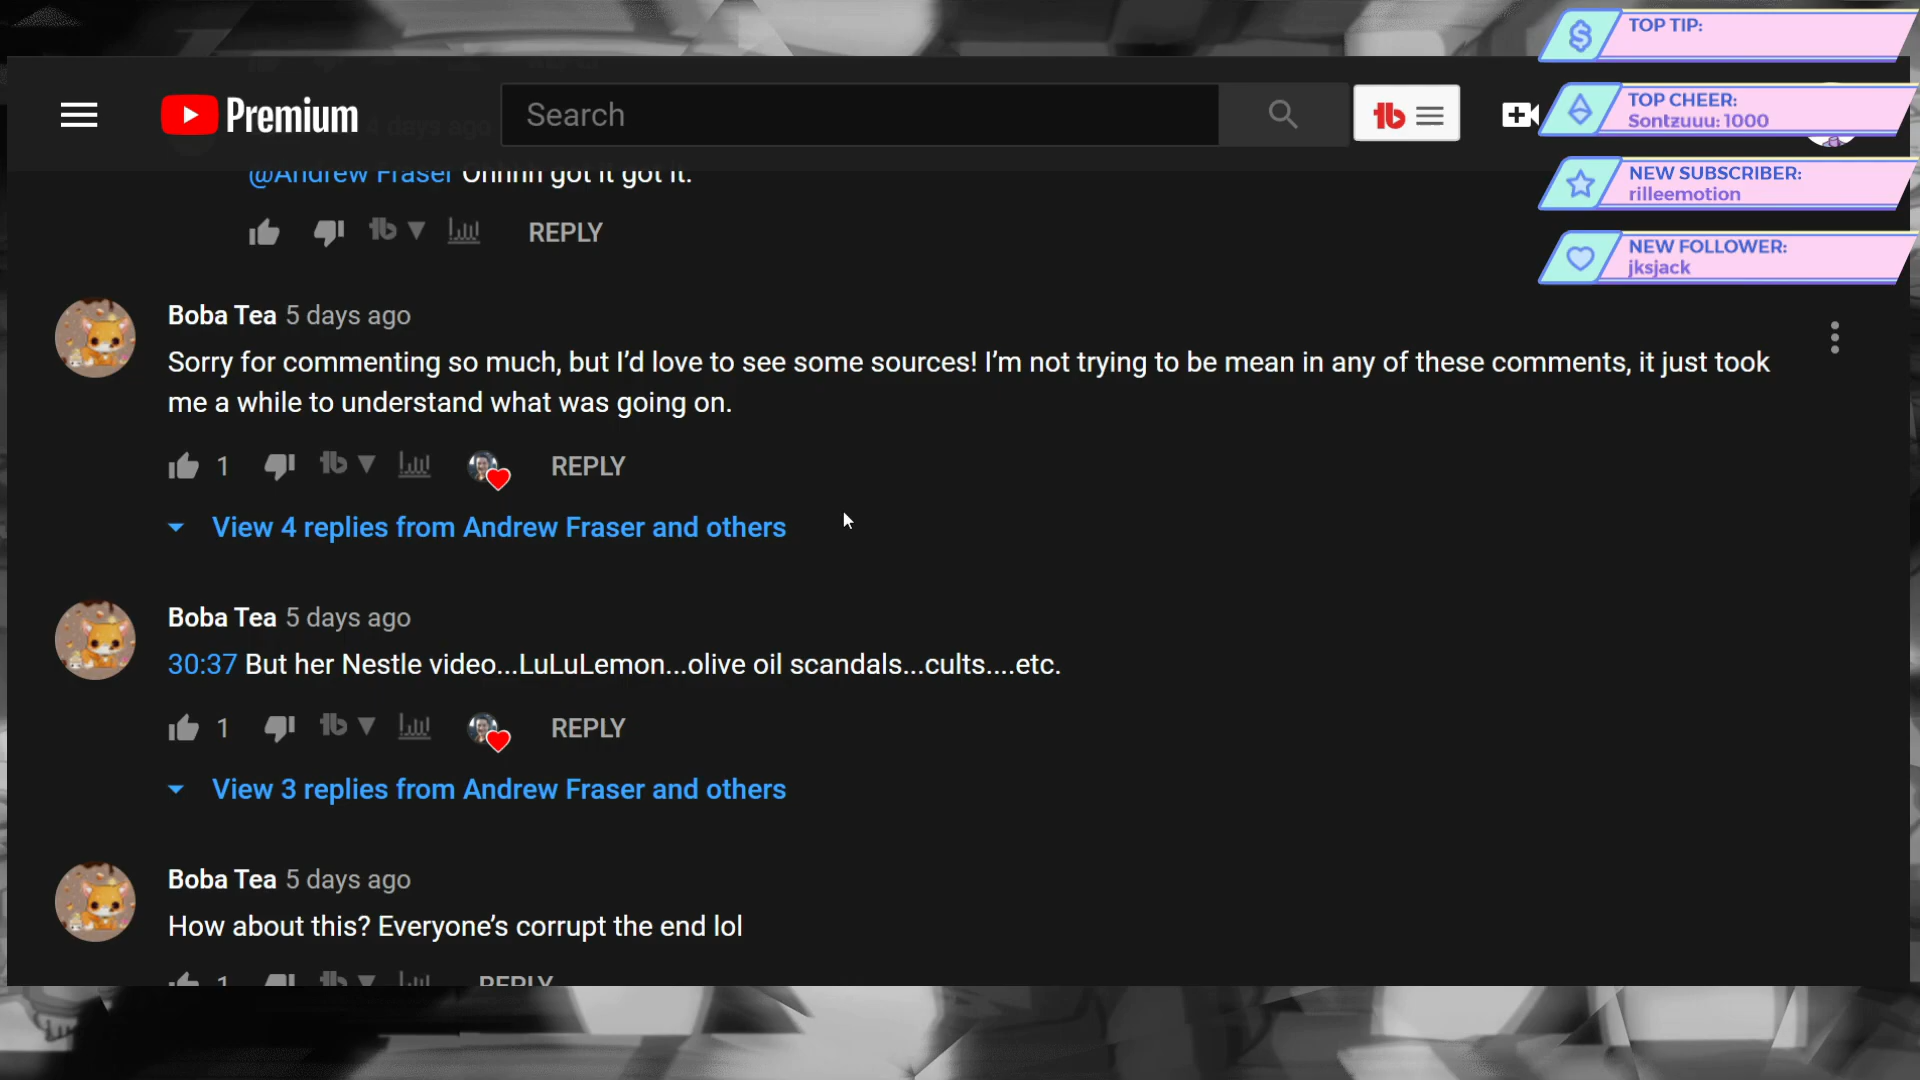 TOP TIP:
Premium
Search
TOP CHEER:
Sontzuuu: 1000
4 days ago
@Andrew Fraser Ohhhh got it got it.
NEW SUBSCRIBER:
rilleemotion
REPLY
NEW FOLLOWER:
jksjack
Boba Tea 5 days ago
Sorry for commenting so much, but I’d love to see some sources! I’m not trying to be mean in any of these comments, it just took
me a while to understand what was going on.
1 REPLY
View 4 replies from Andrew Fraser and others
Boba Tea 5 days ago
30:37 But her Nestle video...LuLuLemon...olive oil scandals...cults....etc.
1 REPLY
View 3 replies from Andrew Fraser and others
Boba Tea 5 days ago
How about this? Everyone’s corrupt the end lol
1 REPLY